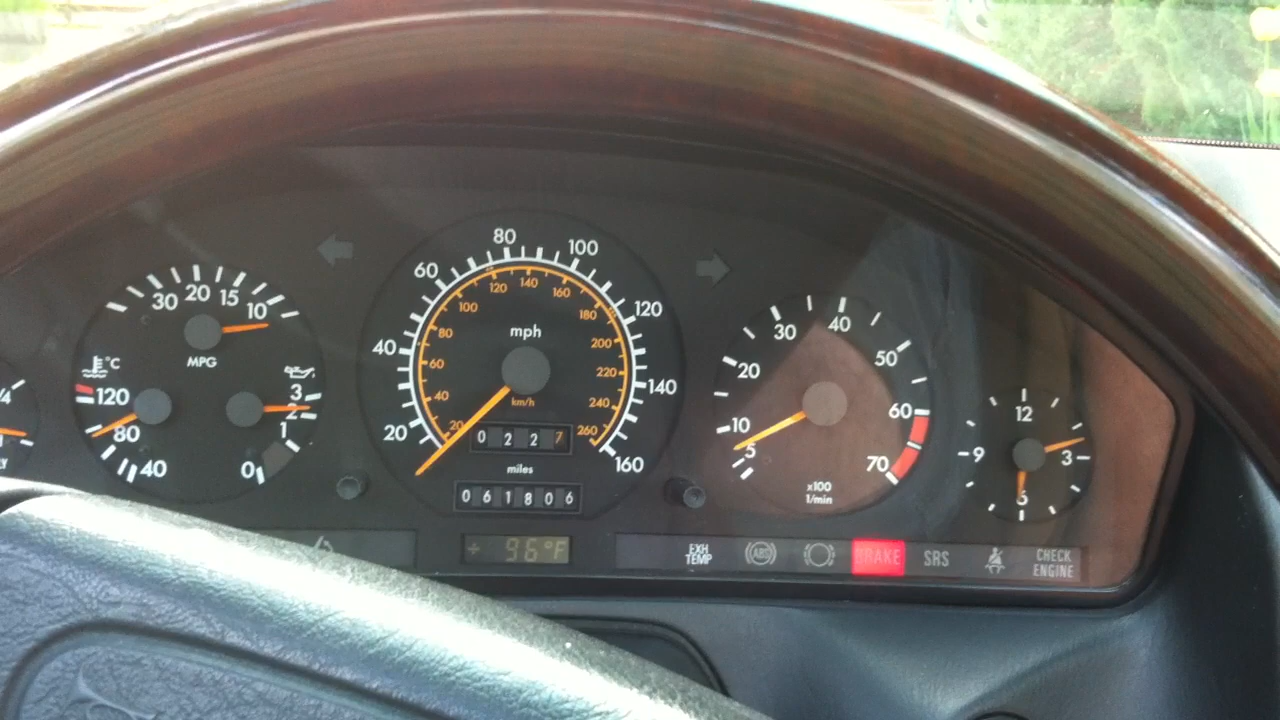 30 20 15 10
MPG
°C
120
80
40
3
2
1
0
/4
20 40 60 80 100 120 140 160
20 40 60 80 100 120 140 160 180 200 220 240 260
mph
km/h
0 2 2 7
miles
0 6 1 8 0 6
5 10 20 30 40 50 60 70
x100
1/min
12
3
6
9
+ 96°F
EXH
TEMP
ABS
BRAKE
SRS
CHECK
ENGINE